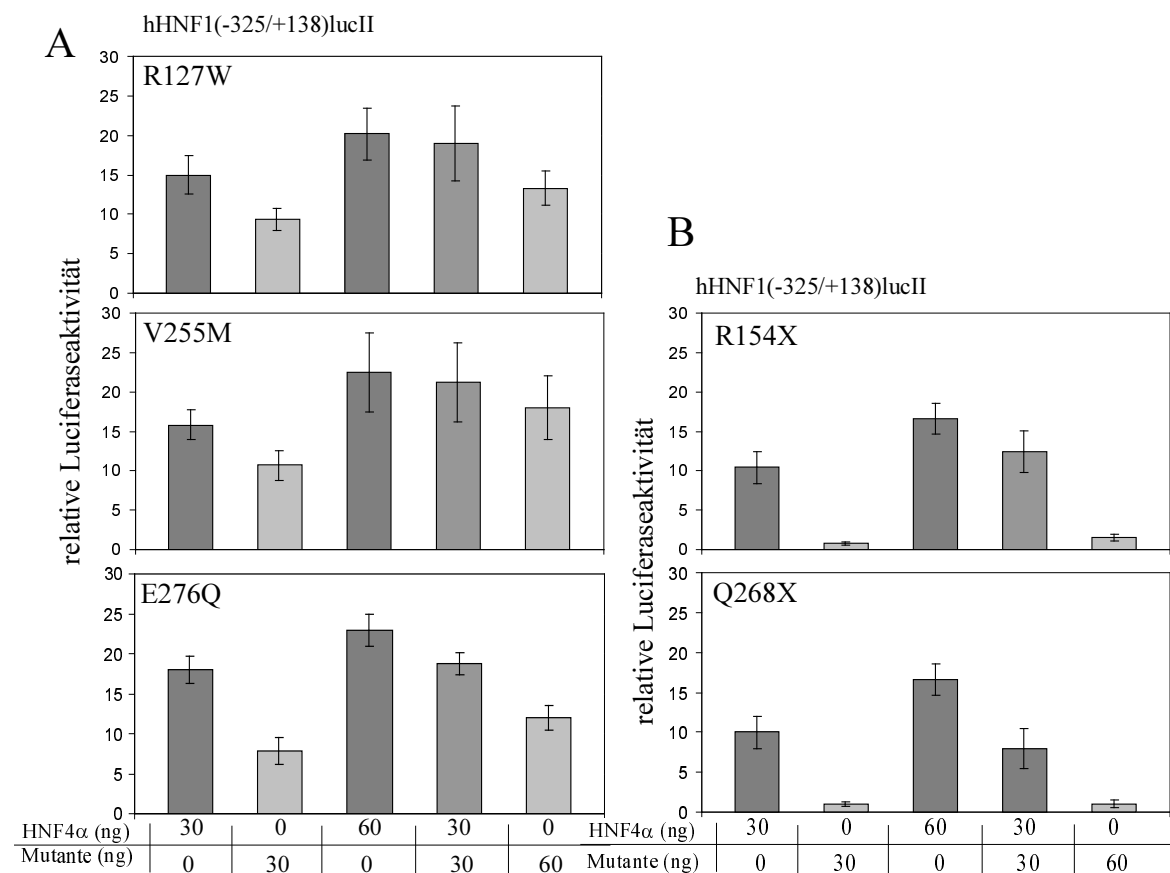 A
hHNF1(-325/+138)lucII
relative Luciferaseaktivität
R127W
30
25
20
15
10
5
0
V255M
30
25
20
15
10
5
0
E276Q
30
25
20
15
10
5
0
HNF4α (ng) 30 0 60 30 0
Mutante (ng) 0 30 0 30 60
B
hHNF1(-325/+138)lucII
relative Luciferaseaktivität
R154X
30
25
20
15
10
5
0
Q268X
30
25
20
15
10
5
0
HNF4α (ng) 30 0 60 30 0
Mutante (ng) 0 30 0 30 60